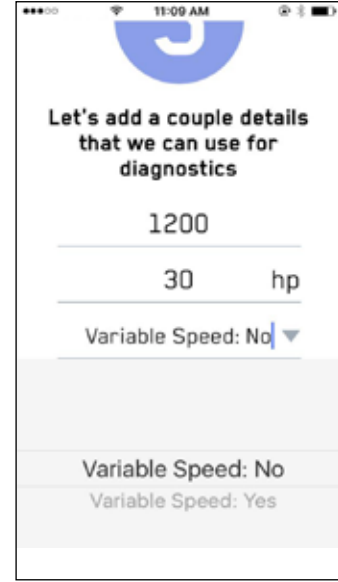 11:09 AM
Let's add a couple details
that we can use for
diagnostics
1200
30 hp
Variable Speed: No
Variable Speed: No
Variable Speed: Yes